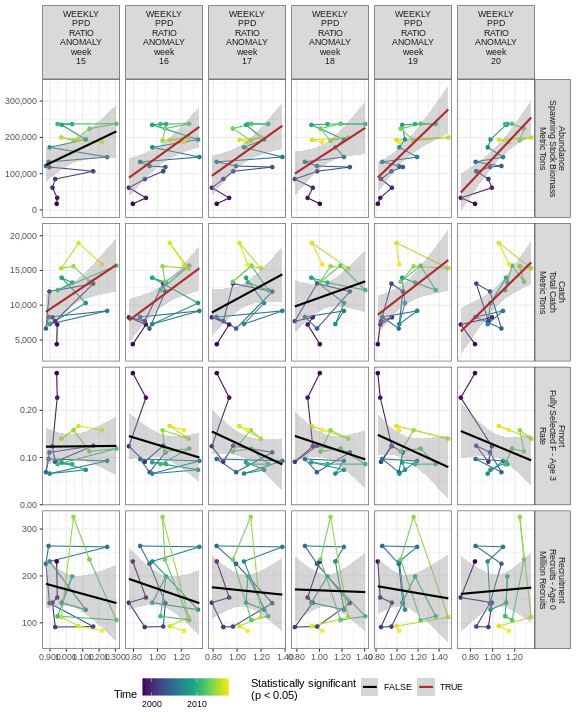 WEEKLY
PPD
RATIO
ANOMALY
week
15
WEEKLY
PPD
RATIO
ANOMALY
week
16
WEEKLY
PPD
RATIO
ANOMALY
week
17
WEEKLY
PPD
RATIO
ANOMALY
week
18
WEEKLY
PPD
RATIO
ANOMALY
week
19
WEEKLY
PPD
RATIO
ANOMALY
week
20
300,000
200,000
100,000
0
Abundance
Spawning Stock Biomass
Metric Tons
20,000
15,000
10,000
5,000
Catch
Total Catch
Metric Tons
0.20
0.10
0.00
Fmort
Fully Selected F - Age 3
Rate
300
200
100
Recruitment
Recruits - Age 0
Million Recruits
0.90 1.00 1.10 1.20 1.30
0.80 1.00 1.20 1.40
0.80 1.00 1.20 1.40
0.80 1.00 1.20 1.40
0.80 1.00 1.20 1.40
0.80 1.00 1.20
Time
2000 2010
Statistically significant
(p < 0.05)
FALSE
TRUE